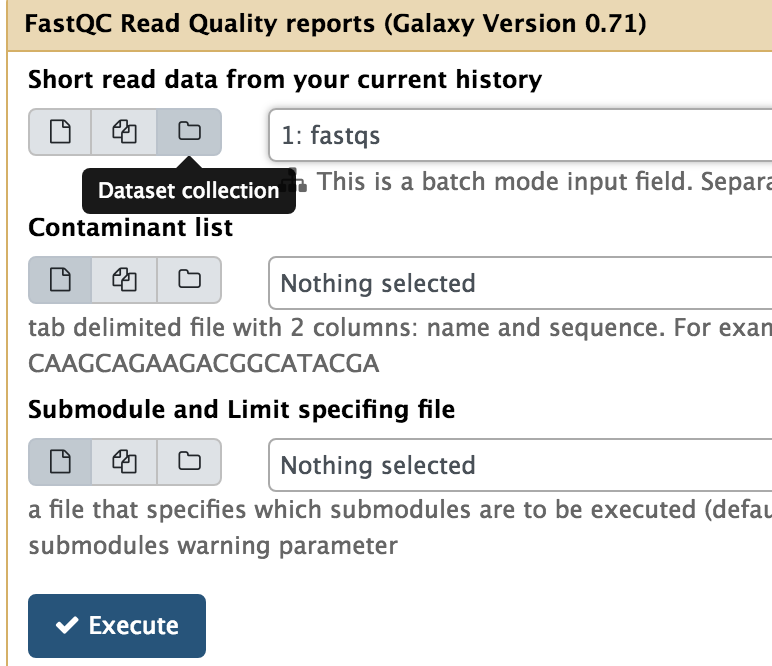 FastQC Read Quality reports (Galaxy Version 0.71)
Short read data from your current history
1: fastqs
Dataset collection
This is a batch mode input field. Separa
Contaminant list
Nothing selected
tab delimited file with 2 columns: name and sequence. For exam
CAAGCAGAAGACGGCATACGA
Submodule and Limit specifing file
Nothing selected
a file that specifies which submodules are to be executed (defau
submodules warning parameter
Execute